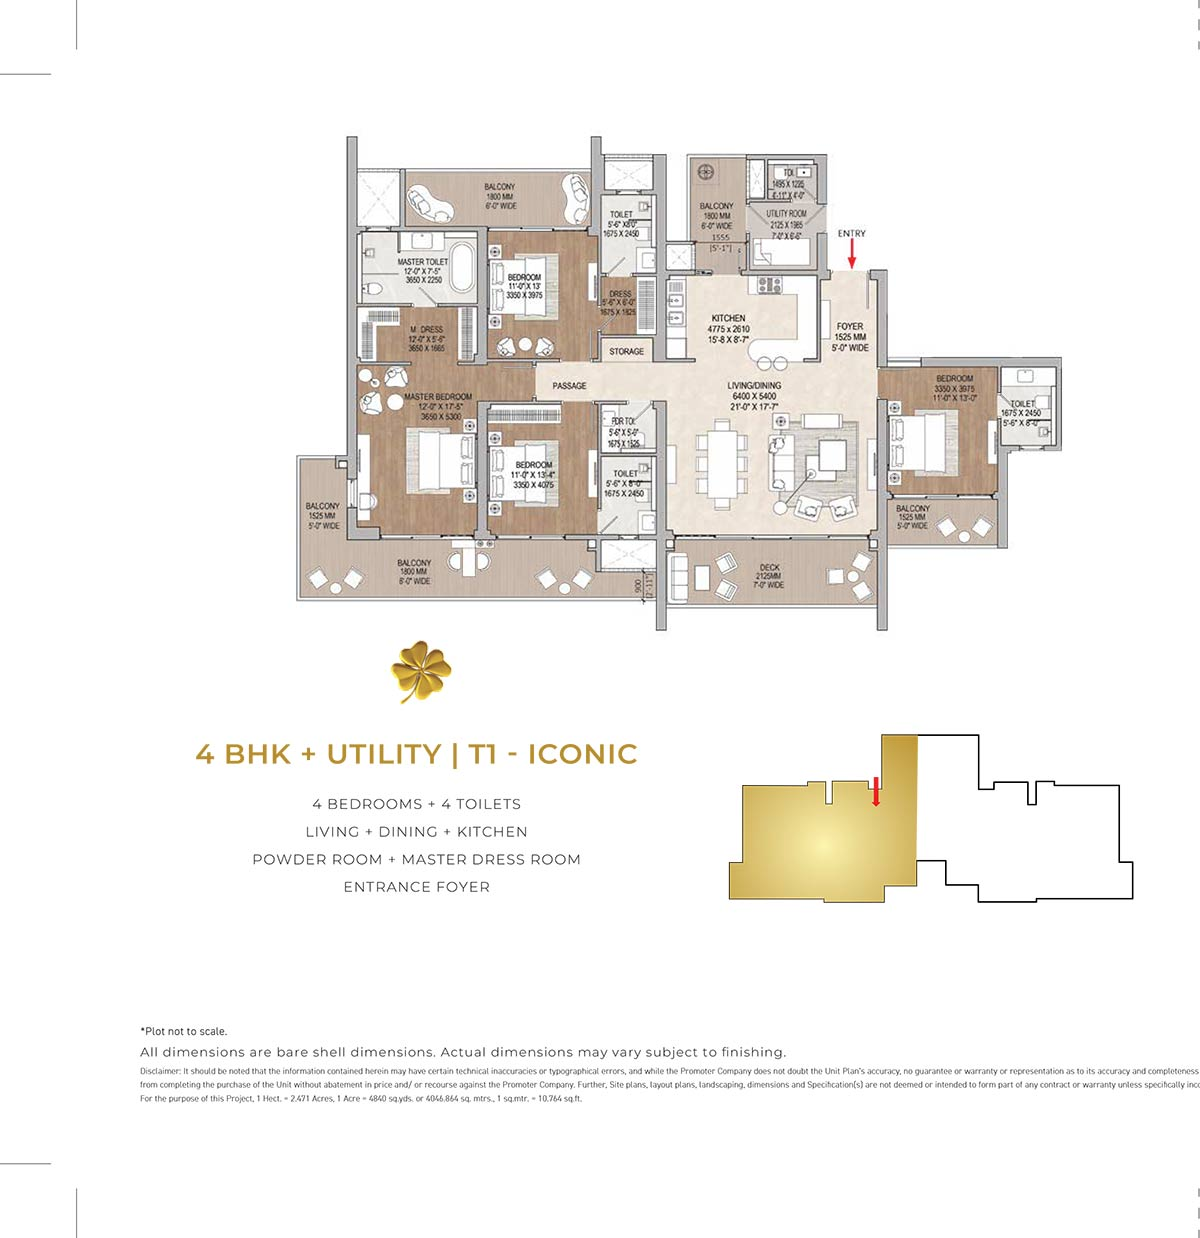 BALCONY
1800 MM
6'-0" WIDE
TOILET
5'-6" X8'0"
1675 X 2450
BALCONY
1800 MM
6'-0" WIDE
1555
[5'-1"]
TOI.
1495 X 1225
4'-11" X 4'-0"
UTILITY ROOM
2125 X 1985
7'-0" X 6'-6"
ENTRY
MASTER TOILET
12'-0" X 7'-5"
3650 X 2250
BEDROOM
11'-0" X 13'
3350 X 3975
DRESS
5'-6" X 6'-0"
1675 X 1825
M. DRESS
12'-0" X 5'-6"
3650 X 1665
STORAGE
KITCHEN
4775 x 2610
15'-8 X 8'-7"
FOYER
1525 MM
5'-0" WIDE
PASSAGE
LIVING/DINING
6400 X 5400
21'-0" X 17'-7"
BEDROOM
3350 X 3975
11'-0" X 13'-0"
TOILET
1675 X 2450
5'-6" X 8'-0"
MASTER BEDROOM
12'-0" X 17'-5"
3650 X 5300
PDR TOI.
5'-6" X 5'-0"
1675 X 1525
BEDROOM
11'-0" X 13'-4"
3350 X 4075
TOILET
5'-6" X 8'-0"
1675 X 2450
BALCONY
1525 MM
5'-0" WIDE
BALCONY
1525 MM
5'-0" WIDE
BALCONY
1800 MM
6'-0" WIDE
900
[2'-11"]
DECK
2125MM
7'-0" WIDE
4 BHK + UTILITY | T1 - ICONIC
4 BEDROOMS + 4 TOILETS
LIVING + DINING + KITCHEN
POWDER ROOM + MASTER DRESS ROOM
ENTRANCE FOYER
*Plot not to scale.
All dimensions are bare shell dimensions. Actual dimensions may vary subject to finishing.
Disclaimer: It should be noted that the information contained herein may have certain technical inaccuracies or typographical errors, and while the Promoter Company does not doubt the Unit Plan's accuracy, no guarantee or warranty or representation as to its accuracy and completeness
from completing the purchase of the Unit without abatement in price and/ or recourse against the Promoter Company. Further, Site plans, layout plans, landscaping, dimensions and Specification(s) are not deemed or intended to form part of any contract or warranty unless specifically inc
For the purpose of this Project, 1 Hect. = 2.471 Acres, 1 Acre = 4840 sq.yds. or 4046.864 sq. mtrs., 1 sq.mtr. = 10.764 sq.ft.